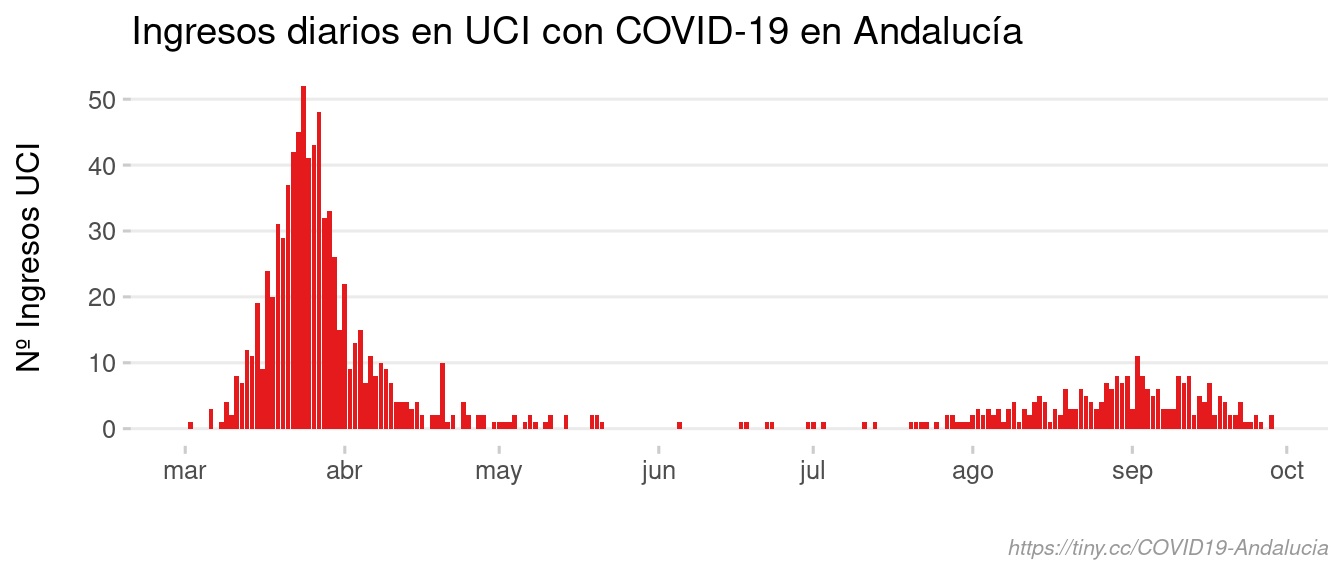 Ingresos diarios en UCI con COVID-19 en Andalucía
Nº Ingresos UCI
50
40
30
20
10
0
mar abr may jun jul ago sep oct
https://tiny.cc/COVID19-Andalucia